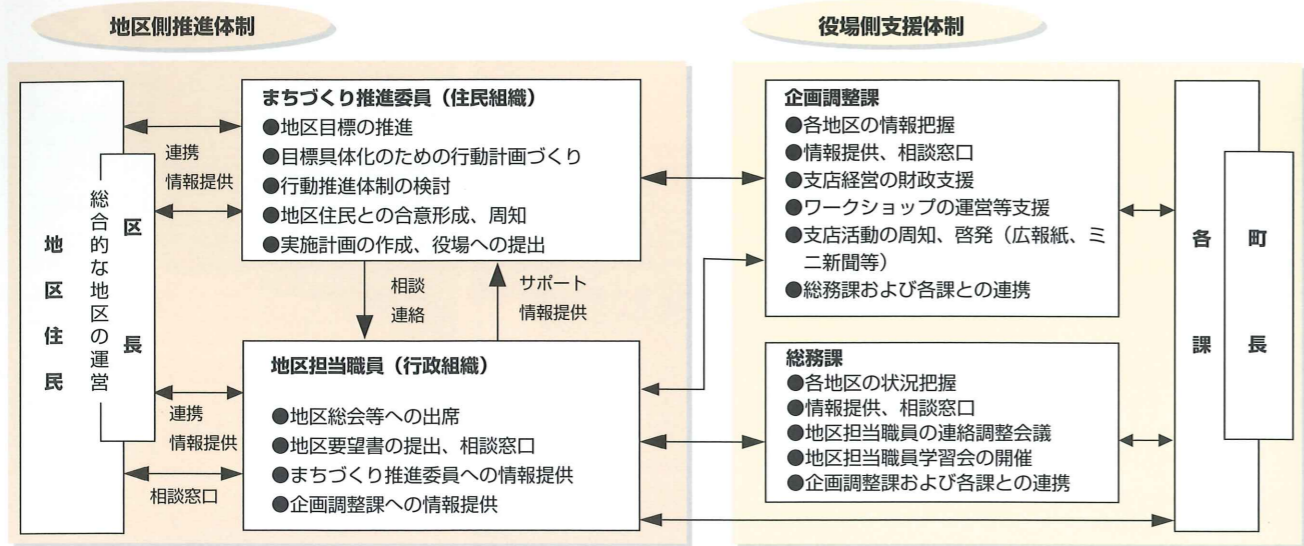 地区側推進体制
役場側支援体制
地区住民
総合的な地区の運営
区長
連携
情報提供
連携
情報提供
相談窓口
まちづくり推進委員（住民組織）
●地区目標の推進
●目標具体化のための行動計画づくり
●行動推進体制の検討
●地区住民との合意形成、周知
●実施計画の作成、役場への提出
相談
連絡
サポート
情報提供
地区担当職員（行政組織）
●地区総会等への出席
●地区要望書の提出、相談窓口
●まちづくり推進委員への情報提供
●企画調整課への情報提供
企画調整課
●各地区の情報把握
●情報提供、相談窓口
●支店経営の財政支援
●ワークショップの運営等支援
●支店活動の周知、啓発（広報紙、ミ
ニ新聞等）
●総務課および各課との連携
総務課
●各地区の状況把握
●情報提供、相談窓口
●地区担当職員の連絡調整会議
●地区担当職員学習会の開催
●企画調整課および各課との連携
各課
町長